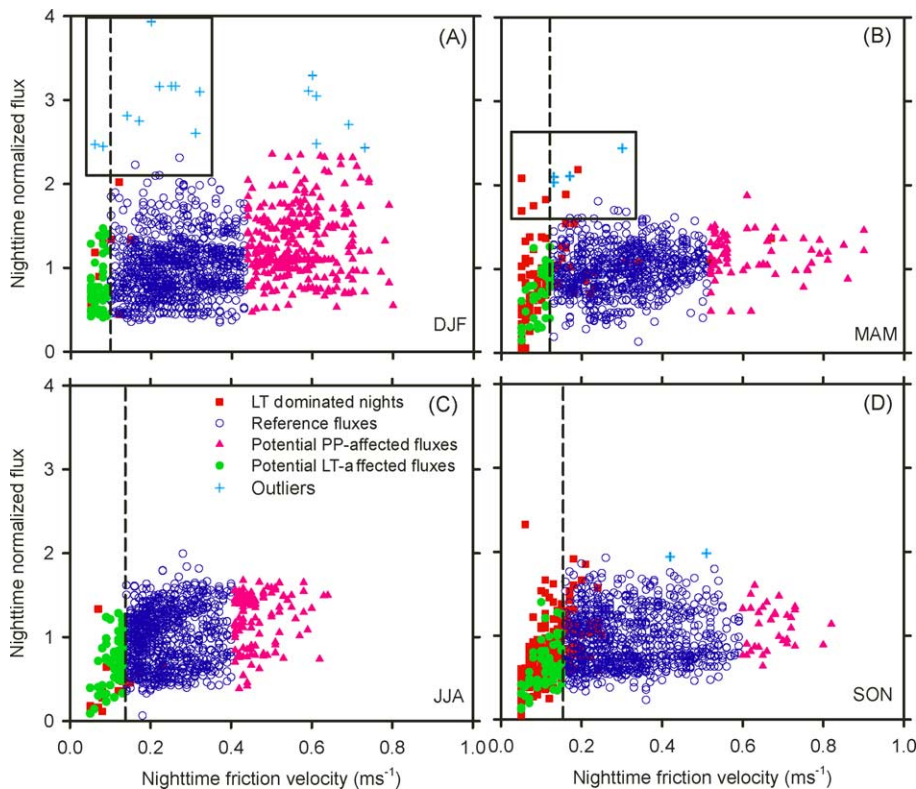 4
3
2
1
0
Nighttime normalized flux
(A)
DJF
(B)
MAM
4
3
2
1
0
Nighttime normalized flux
(C)
LT dominated nights
Reference fluxes
Potential PP-affected fluxes
Potential LT-affected fluxes
Outliers
JJA
(D)
SON
0.0 0.2 0.4 0.6 0.8 1.0
0.0 0.2 0.4 0.6 0.8 1.0
Nighttime friction velocity (ms⁻¹)
Nighttime friction velocity (ms⁻¹)